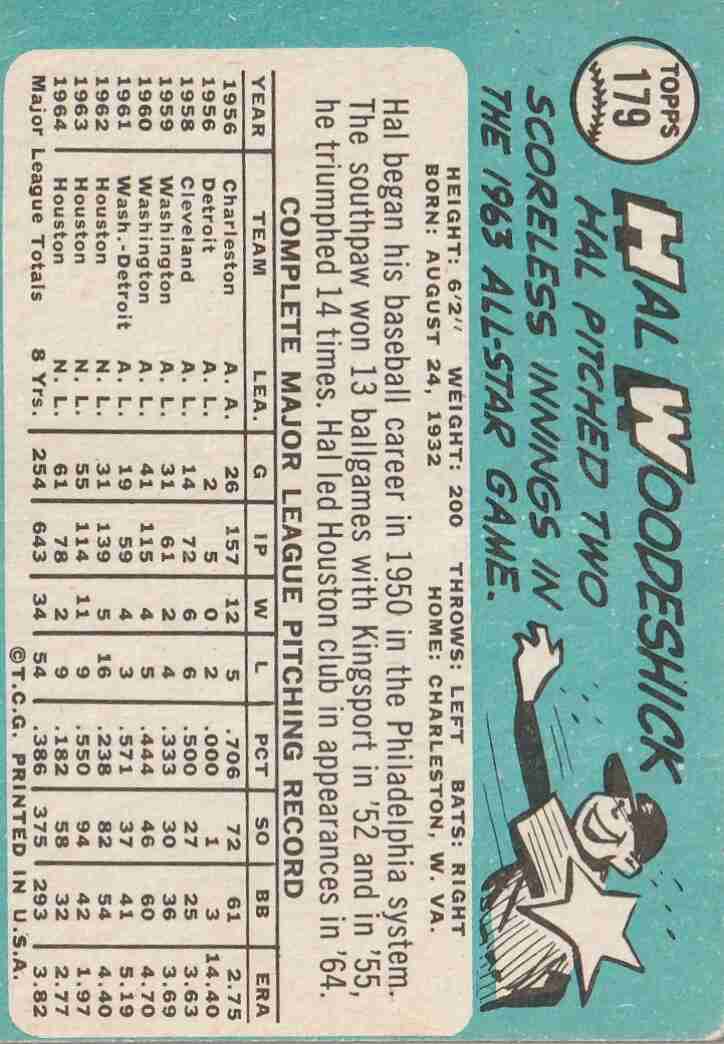 TOPPS
179
HAL WOODESHICK
HAL PITCHED TWO
SCORELESS INNINGS IN
THE 1963 ALL-STAR GAME.
HEIGHT: 6'2" WEIGHT: 200 THROWS: LEFT BATS: RIGHT
BORN: AUGUST 24, 1932 HOME: CHARLESTON, W. VA.
Hal began his baseball career in 1950 in the Philadelphia system.
The southpaw won 13 ballgames with Kingsport in '52 and in '55,
he triumphed 14 times. Hal led Houston club in appearances in '64.
COMPLETE MAJOR LEAGUE PITCHING RECORD
YEAR TEAM LEA. G IP W L PCT SO BB ERA
1956 Charleston A. A. 26 157 12 5 .706 72 61 2.75
1956 Detroit A. L. 2 5 0 2 .000 1 3 14.40
1958 Cleveland A. L. 14 72 6 6 .500 27 25 3.63
1959 Washington A. L. 31 61 2 4 .333 30 36 3.69
1960 Washington A. L. 41 115 4 5 .444 46 60 4.70
1961 Wash.-Detroit A. L. 19 59 4 3 .571 37 41 5.19
1962 Houston N. L. 31 139 5 16 .238 82 54 4.40
1963 Houston N. L. 55 114 11 9 .550 94 42 1.97
1964 Houston N. L. 61 78 2 9 .182 58 32 2.77
Major League Totals 8 Yrs. 254 643 34 54 .386 375 293 3.82
©T.C.G. PRINTED IN U.S.A.